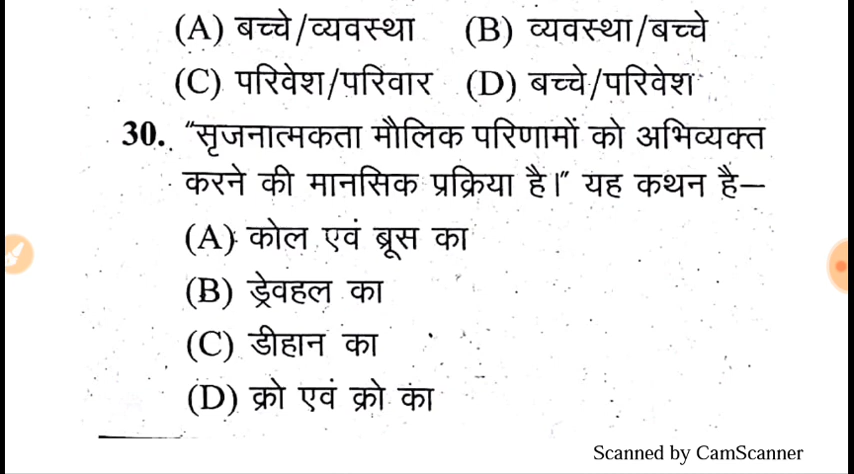 (A) बच्चे/व्यवस्था (B) व्यवस्था/बच्चे
(C) परिवेश/परिवार (D) बच्चे/परिवेश
30. “सृजनात्मकता मौलिक परिणामों को अभिव्यक्त
करने की मानसिक प्रक्रिया है।” यह कथन है—
(A) कोल एवं ब्रूस का
(B) ड्रेवहल का
(C) डीहान का
(D) क्रो एवं क्रो का
Scanned by CamScanner